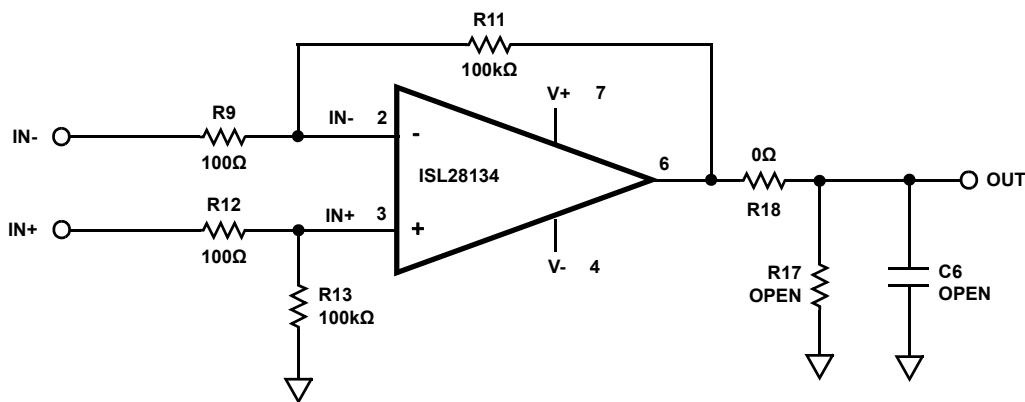 R11
100kΩ
V+ 7
R9
IN-
IN- 2
-
100Ω
ISL28134
6
0Ω
OUT
R18
R12
IN+
IN+ 3
+
100Ω
V- 4
R13
100kΩ
R17
OPEN
C6
OPEN